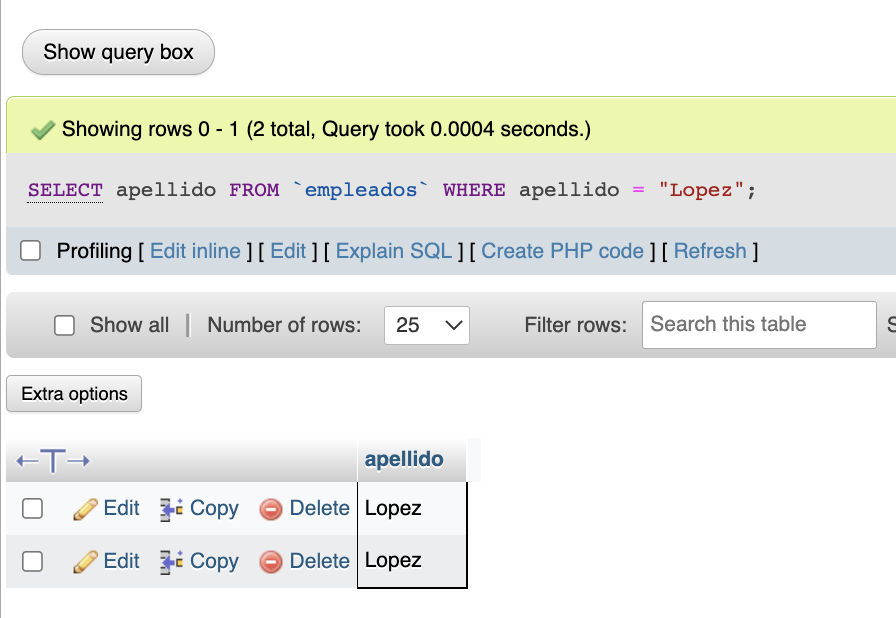 Show query box
Showing rows 0 - 1 (2 total, Query took 0.0004 seconds.)
SELECT apellido FROM `empleados` WHERE apellido = "Lopez";
Profiling [ Edit inline ] [ Edit ] [ Explain SQL ] [ Create PHP code ] [ Refresh ]
Show all | Number of rows: 25 Filter rows: Search this table
Extra options
←T→ apellido
Edit Copy Delete Lopez
Edit Copy Delete Lopez